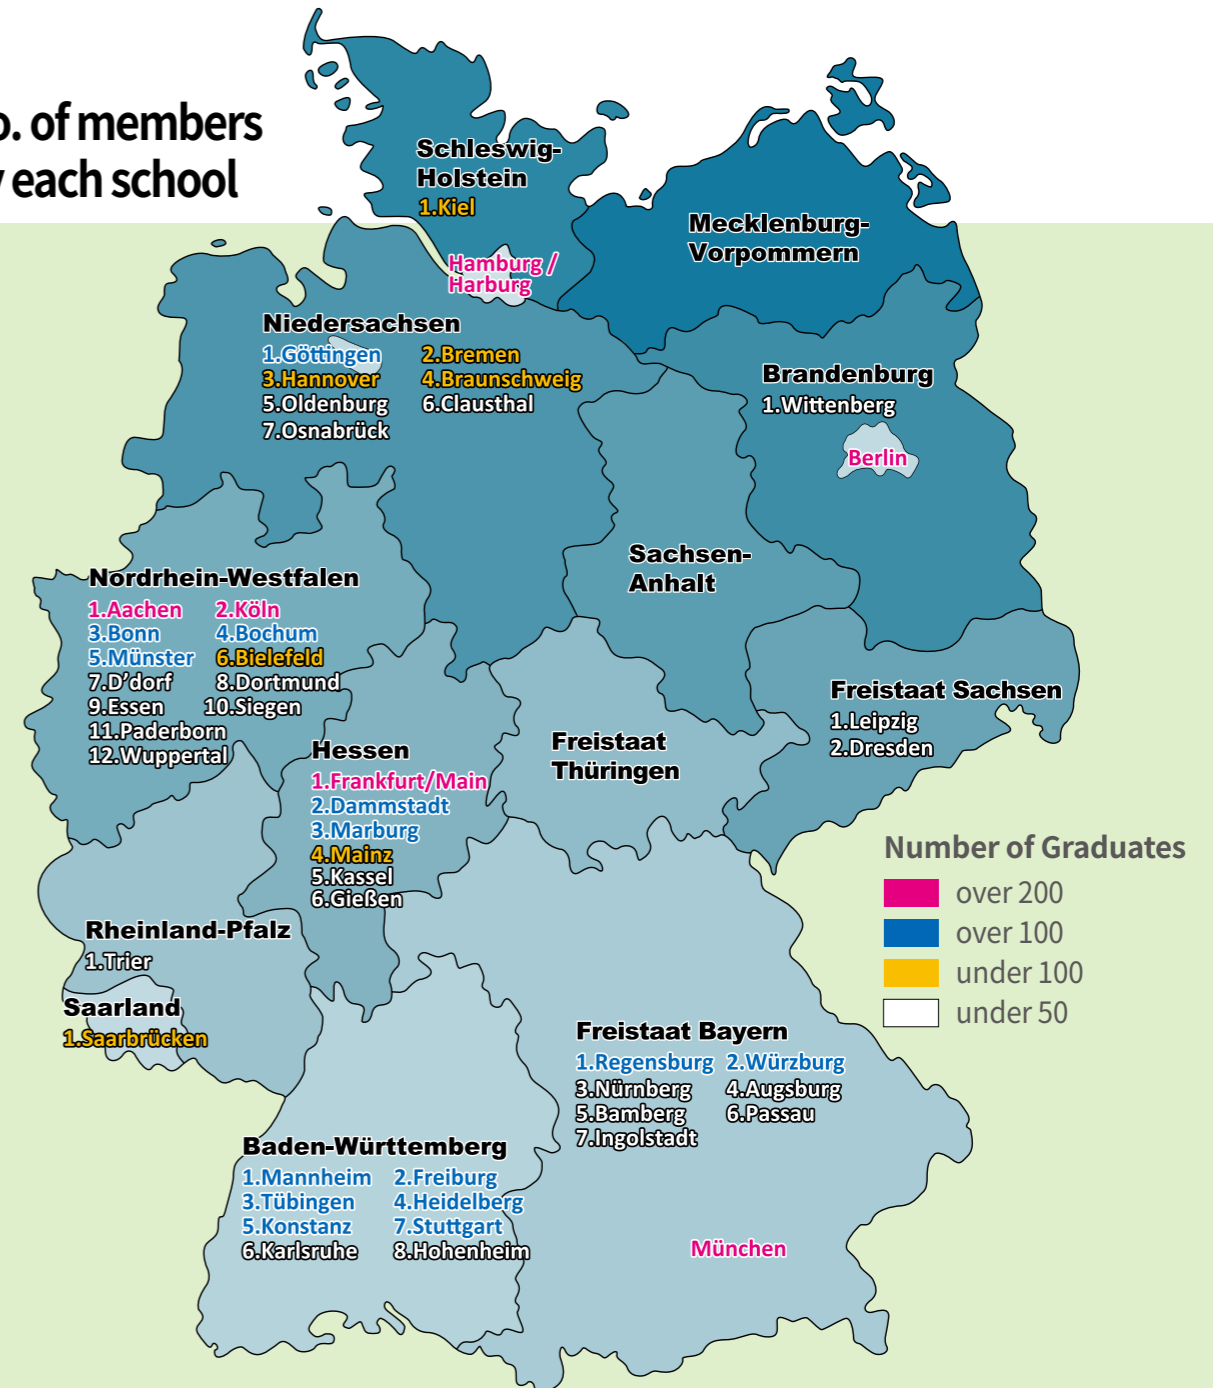 o. of members
y each school
Schleswig-
Holstein
1.Kiel
Mecklenburg-
Vorpommern
Hamburg /
Harburg
Niedersachsen
1.Göttingen 2.Bremen
3.Hannover 4.Braunschweig
5.Oldenburg 6.Clausthal
7.Osnabrück
Brandenburg
1.Wittenberg
Berlin
Sachsen-
Anhalt
Nordrhein-Westfalen
1.Aachen 2.Köln
3.Bonn 4.Bochum
5.Münster 6.Bielefeld
7.D'dorf 8.Dortmund
9.Essen 10.Siegen
11.Paderborn
12.Wuppertal
Freistaat Sachsen
1.Leipzig
2.Dresden
Hessen
1.Frankfurt/Main
2.Dammstadt
3.Marburg
4.Mainz
5.Kassel
6.Gießen
Freistaat
Thüringen
Number of Graduates
over 200
over 100
under 100
under 50
Rheinland-Pfalz
1.Trier
Saarland
1.Saarbrücken
Freistaat Bayern
1.Regensburg 2.Würzburg
3.Nürnberg 4.Augsburg
5.Bamberg 6.Passau
7.Ingolstadt
Baden-Württemberg
1.Mannheim 2.Freiburg
3.Tübingen 4.Heidelberg
5.Konstanz 7.Stuttgart
6.Karlsruhe 8.Hohenheim
München